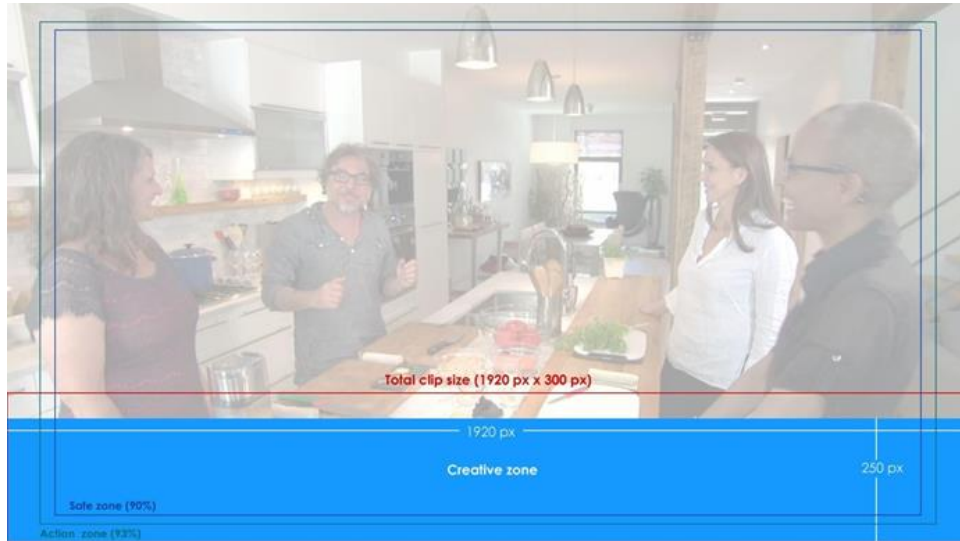 Total clip size (1920 px x 300 px)
1920 px
Creative zone
250 px
Safe zone (90%)
Action zone (93%)